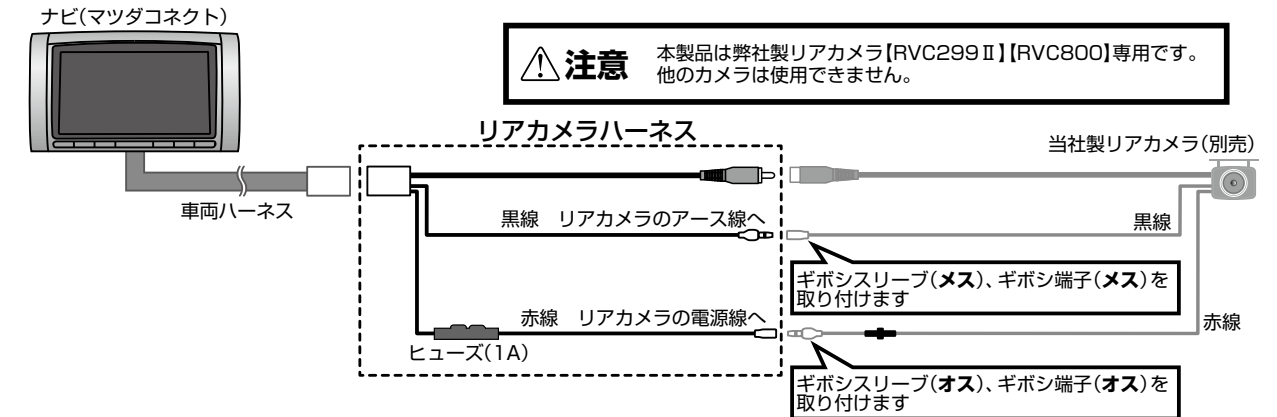 ナビ(マツダコネクト)
注意
本製品は弊社製リアカメラ【RVC299Ⅱ】【RVC800】専用です。
他のカメラは使用できません。
リアカメラハーネス
当社製リアカメラ(別売)
車両ハーネス
黒線 リアカメラのアース線へ
黒線
ギボシスリーブ(メス)、ギボシ端子(メス)を
取り付けます
赤線 リアカメラの電源線へ
赤線
ヒューズ(1A)
ギボシスリーブ(オス)、ギボシ端子(オス)を
取り付けます